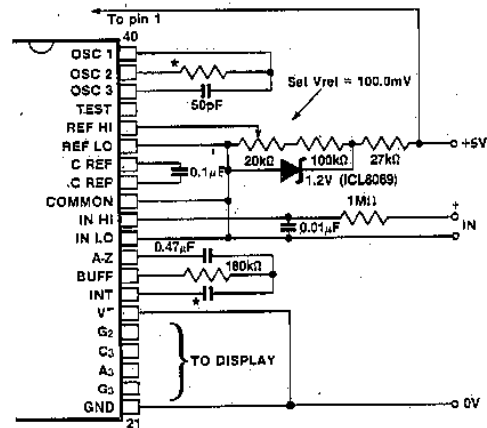 To pin 1
40
OSC 1
OSC 2
*
OSC 3
50pF
Set Vref = 100.0mV
TEST
REF HI
REF LO
20kΩ
100kΩ
27kΩ
+5V
C REF
0.1µF
1.2V (ICL8069)
C REF
COMMON
1MΩ
+
IN HI
0.01µF
IN
IN LO
–
0.47µF
A-Z
180kΩ
BUFF
INT
*
V–
G2
C3
TO DISPLAY
A3
G3
GND
0V
21